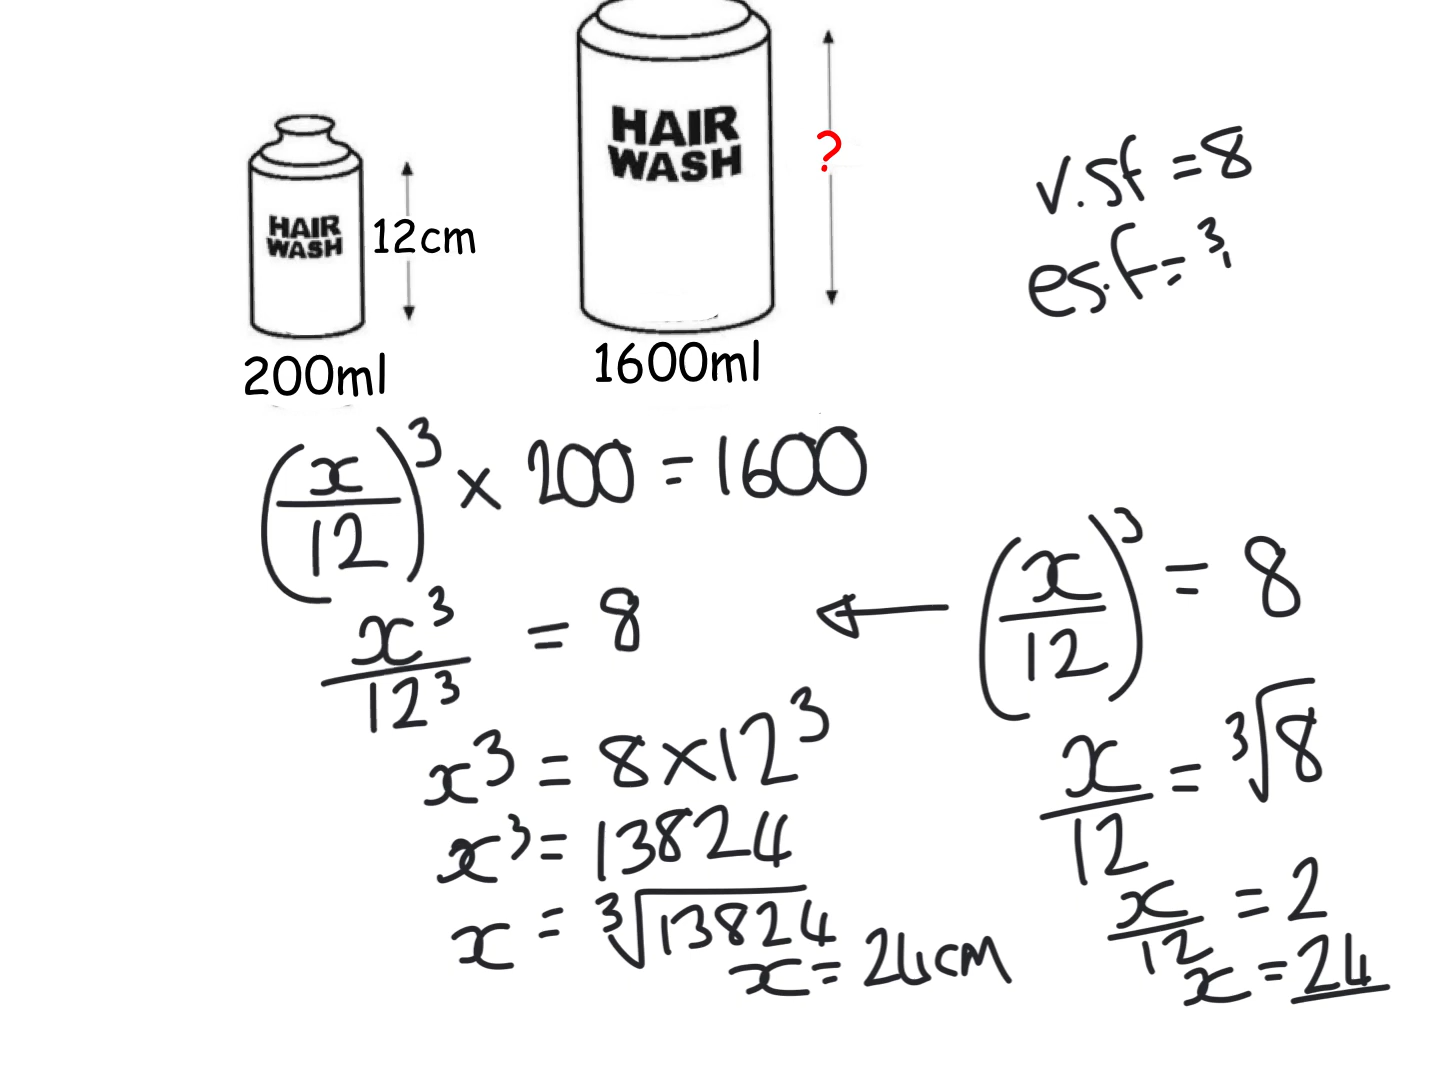 HAIR
WASH
12cm
200ml
HAIR
WASH
?
1600ml
v.sf = 8
(x/12)³ × 200 = 1600
x³/12³ = 8
x³ = 8 × 12³
x³ = 13824
x = ³√13824
x = 24cm
(x/12)³ = 8
x/12 = ³√8
x/12 = 2
x = 24